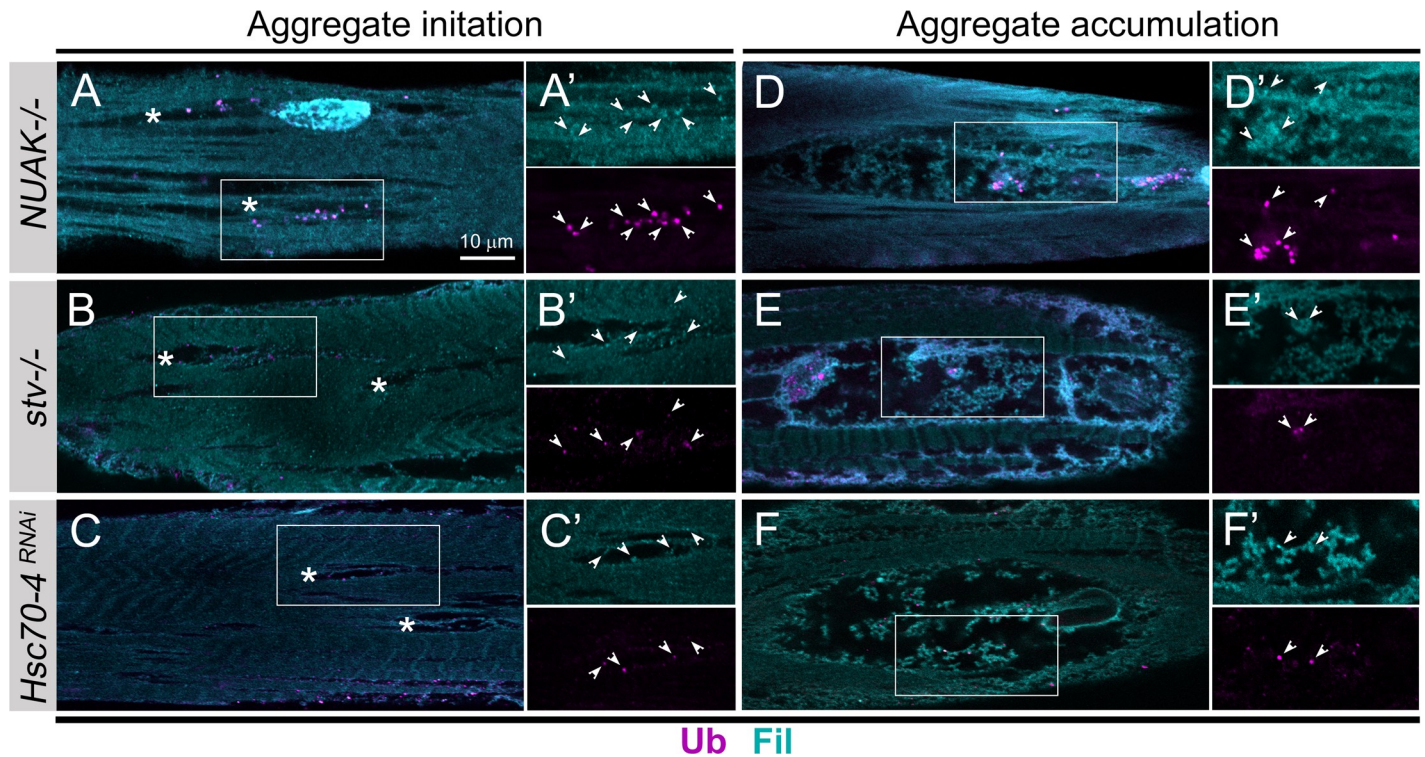 Aggregate initation
Aggregate accumulation
NUAK-/-
A
*
*
10 μm
A'
D
D'
stv-/-
B
*
*
B'
E
E'
Hsc70-4 RNAi
C
*
*
C'
F
F'
Ub Fil